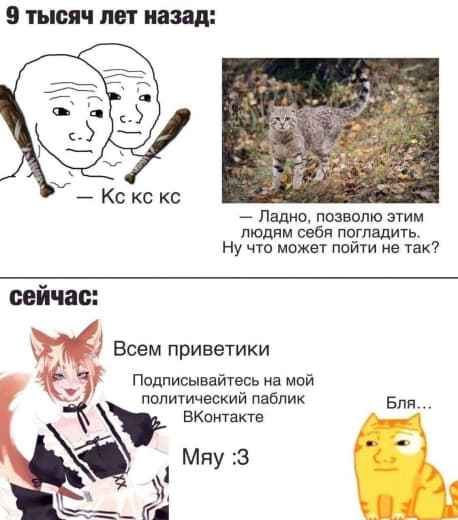 9 тысяч лет назад:
— Кс кс кс
— Ладно, позволю этим
людям себя погладить.
Ну что может пойти не так?
сейчас:
Всем приветики
Подписывайтесь на мой
политический паблик
ВКонтакте
Мяу :3
Бля...